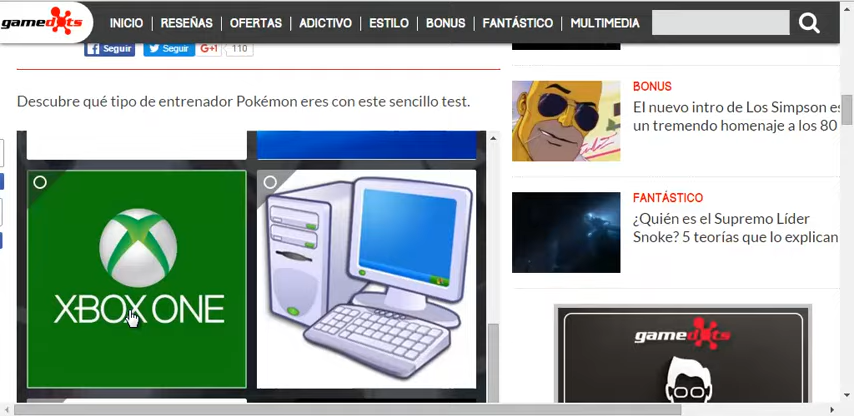 gamedots
INICIO RESEÑAS OFERTAS ADICTIVO ESTILO BONUS FANTÁSTICO MULTIMEDIA
Seguir Seguir G+1 110
Descubre qué tipo de entrenador Pokémon eres con este sencillo test.
XBOX ONE
BONUS
El nuevo intro de Los Simpson es
un tremendo homenaje a los 80
FANTÁSTICO
¿Quién es el Supremo Líder
Snoke? 5 teorías que lo explican
gamedots